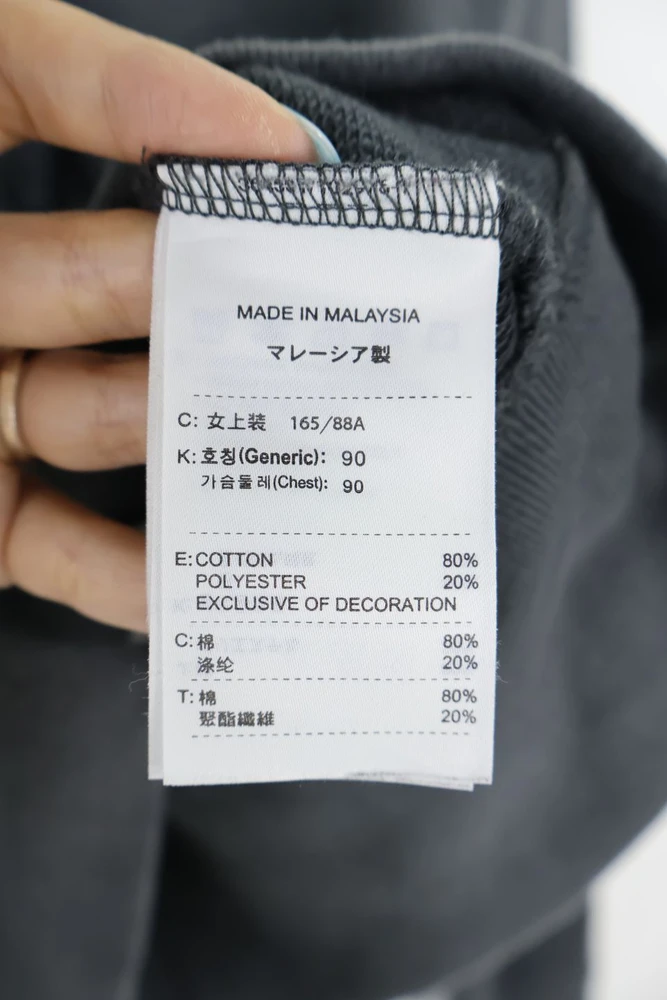 MADE IN MALAYSIA
マレーシア製
C: 女上装 165/88A
K: 호칭(Generic): 90
가슴둘레(Chest): 90
E: COTTON 80%
POLYESTER 20%
EXCLUSIVE OF DECORATION
C: 棉 80%
涤纶 20%
T: 棉 80%
聚酯纖維 20%